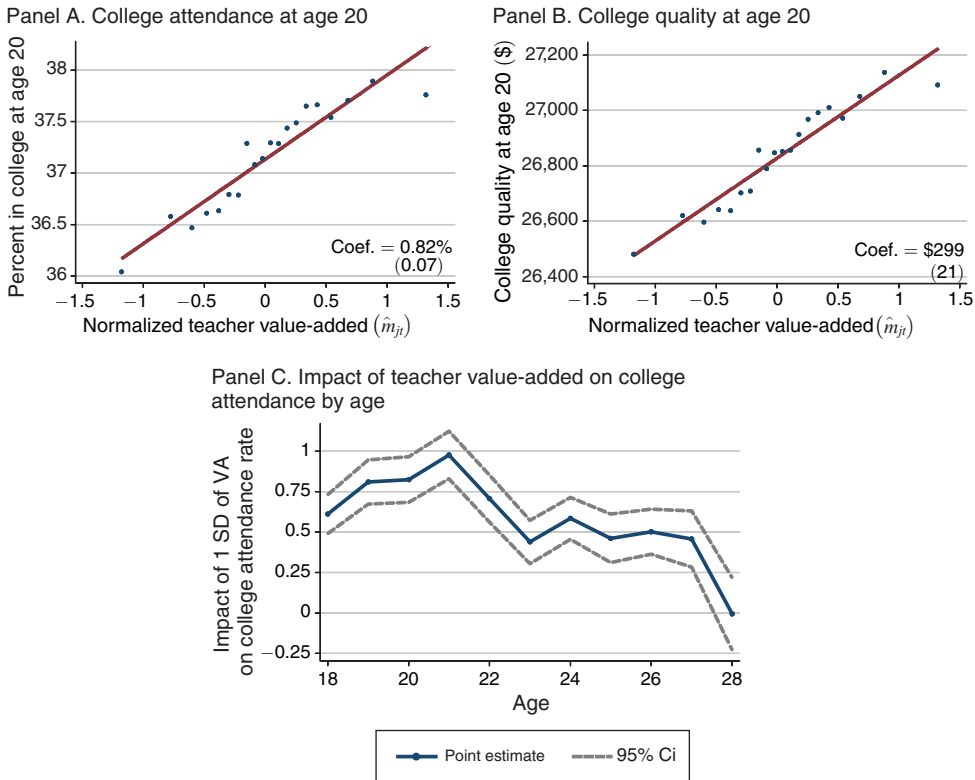 Panel A. College attendance at age 20
Percent in college at age 20
38
37.5
37
36.5
36
Coef. = 0.82%
(0.07)
−1.5 −1 −0.5 0 0.5 1 1.5
Normalized teacher value-added (m̂jt)
Panel B. College quality at age 20
College quality at age 20 ($)
27,200
27,000
26,800
26,600
26,400
Coef. = $299
(21)
−1.5 −1 −0.5 0 0.5 1 1.5
Normalized teacher value-added (m̂jt)
Panel C. Impact of teacher value-added on college
attendance by age
Impact of 1 SD of VA
on college attendance rate
1
0.75
0.5
0.25
0
−0.25
18 20 22 24 26 28
Age
Point estimate 95% Ci